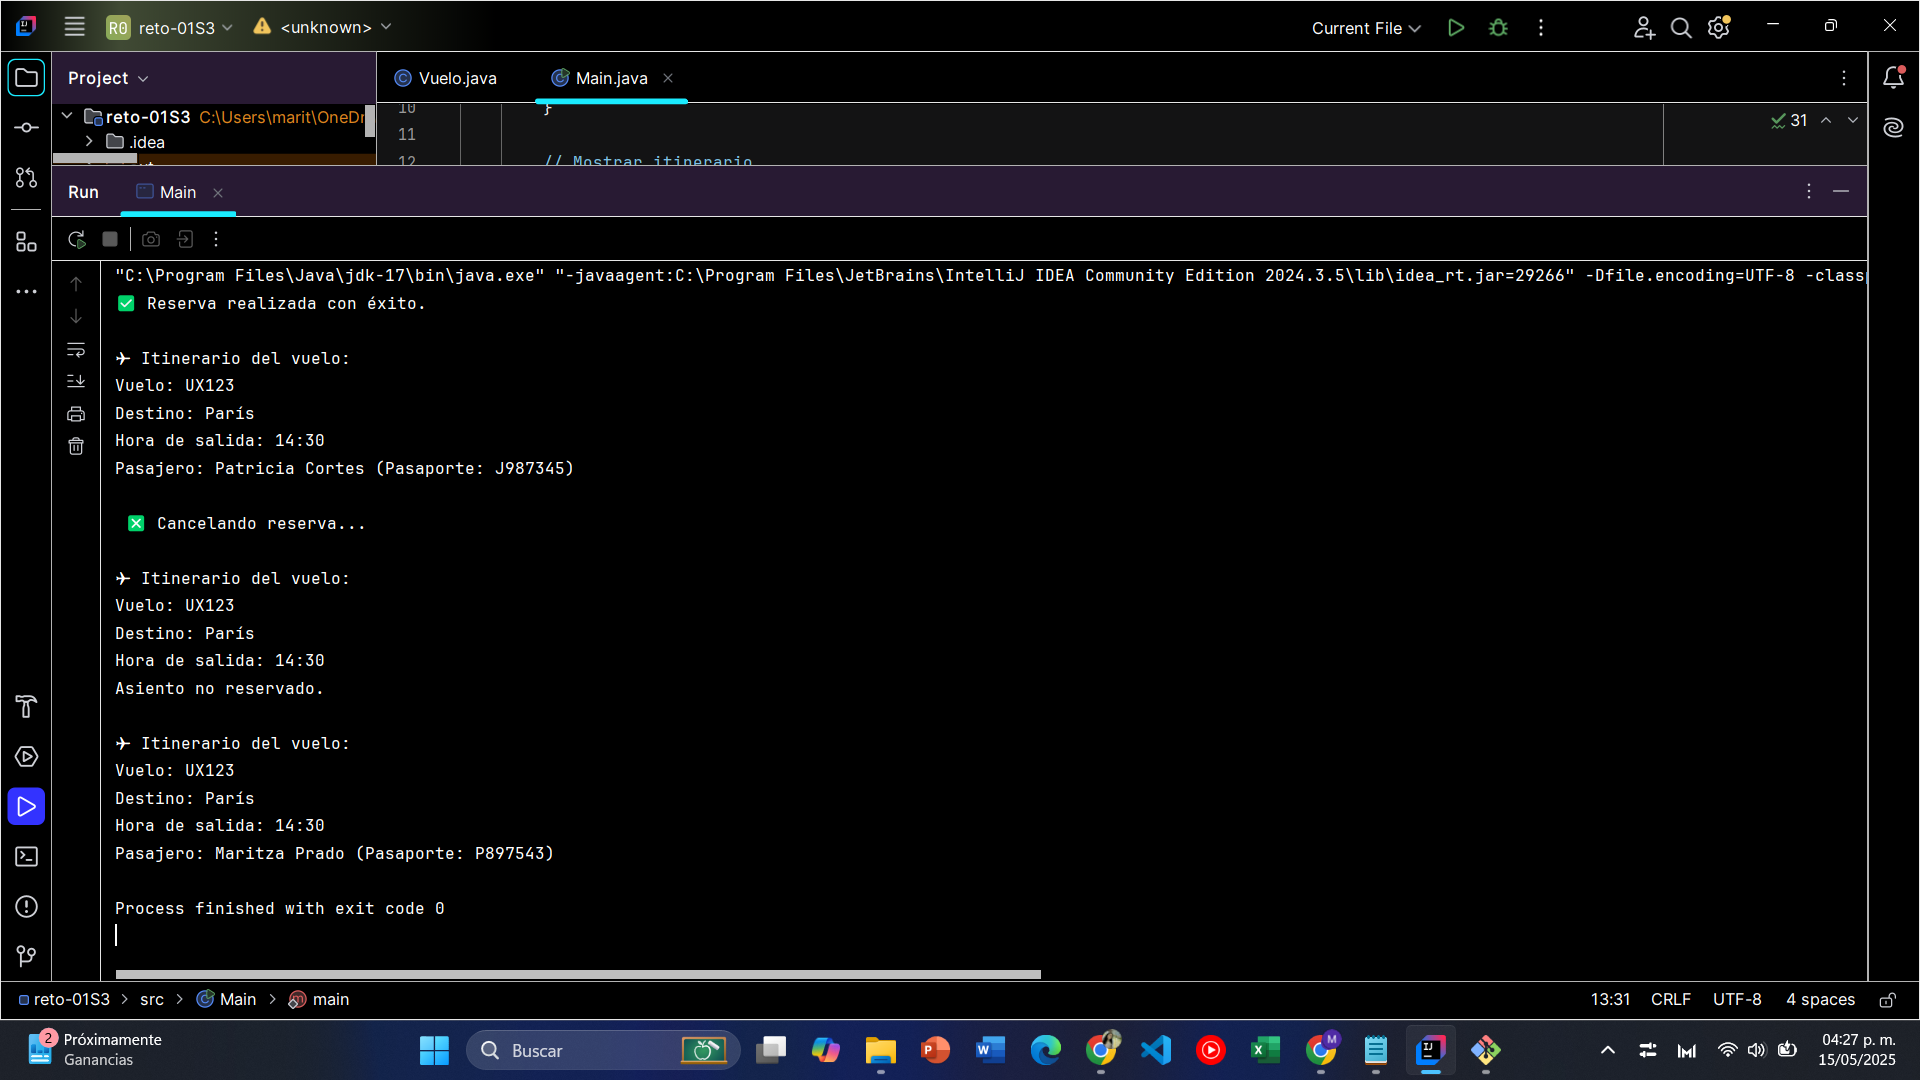 R0 reto-01S3 <unknown> Current File
Project
Vuelo.java Main.java
reto-01S3 C:\Users\marit\OneDr
.idea
10 }
11
12 // Mostrar itinerario
31
Run Main
"C:\Program Files\Java\jdk-17\bin\java.exe" "-javaagent:C:\Program Files\JetBrains\IntelliJ IDEA Community Edition 2024.3.5\lib\idea_rt.jar=29266" -Dfile.encoding=UTF-8 -classp
✅ Reserva realizada con éxito.
✈ Itinerario del vuelo:
Vuelo: UX123
Destino: París
Hora de salida: 14:30
Pasajero: Patricia Cortes (Pasaporte: J987345)
❎ Cancelando reserva...
✈ Itinerario del vuelo:
Vuelo: UX123
Destino: París
Hora de salida: 14:30
Asiento no reservado.
✈ Itinerario del vuelo:
Vuelo: UX123
Destino: París
Hora de salida: 14:30
Pasajero: Maritza Prado (Pasaporte: P897543)
Process finished with exit code 0
reto-01S3 > src > Main > main
13:31 CRLF UTF-8 4 spaces
2 Próximamente
Ganancias
Buscar
04:27 p. m.
15/05/2025